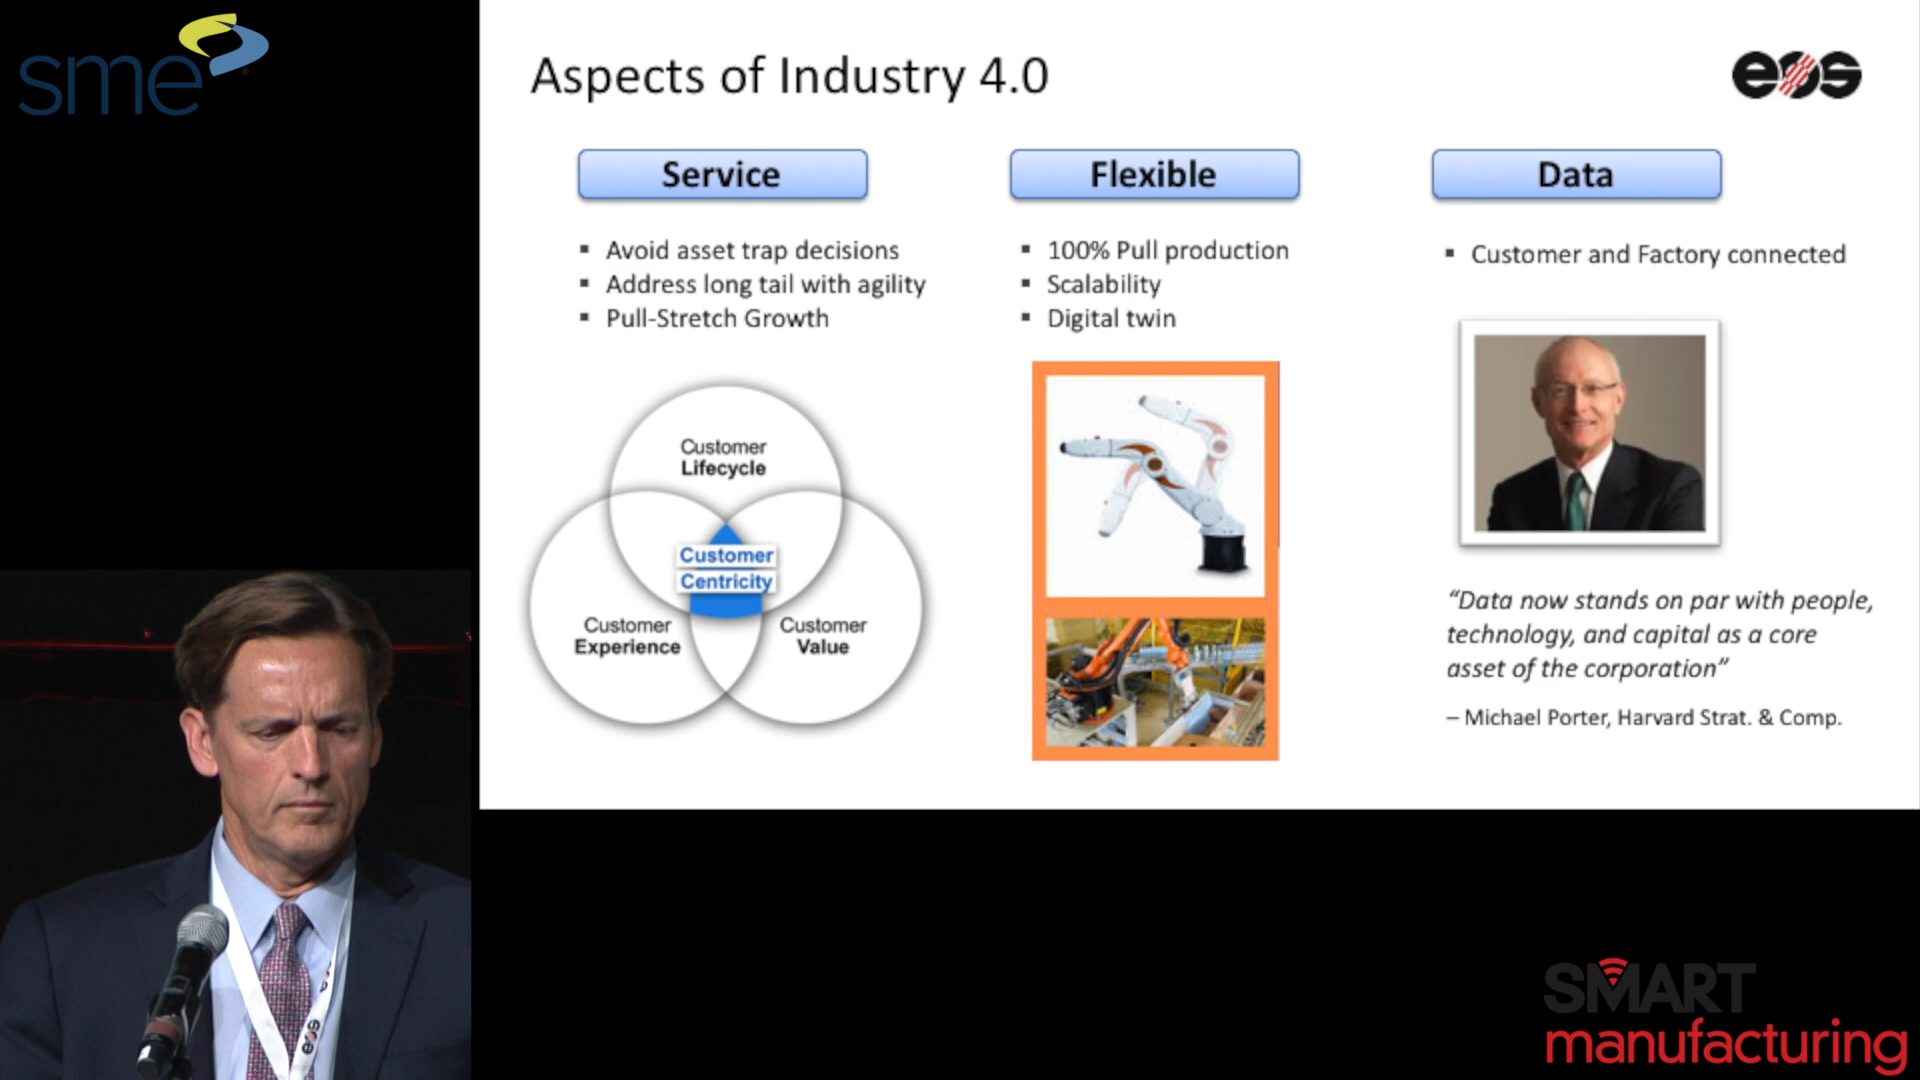 sme
Aspects of Industry 4.0
eos
Service
Flexible
Data
▪ Avoid asset trap decisions
▪ Address long tail with agility
▪ Pull-Stretch Growth
▪ 100% Pull production
▪ Scalability
▪ Digital twin
▪ Customer and Factory connected
Customer
Lifecycle
Customer
Centricity
Customer
Experience
Customer
Value
“Data now stands on par with people,
technology, and capital as a core
asset of the corporation”
– Michael Porter, Harvard Strat. & Comp.
eos
SMART
manufacturing